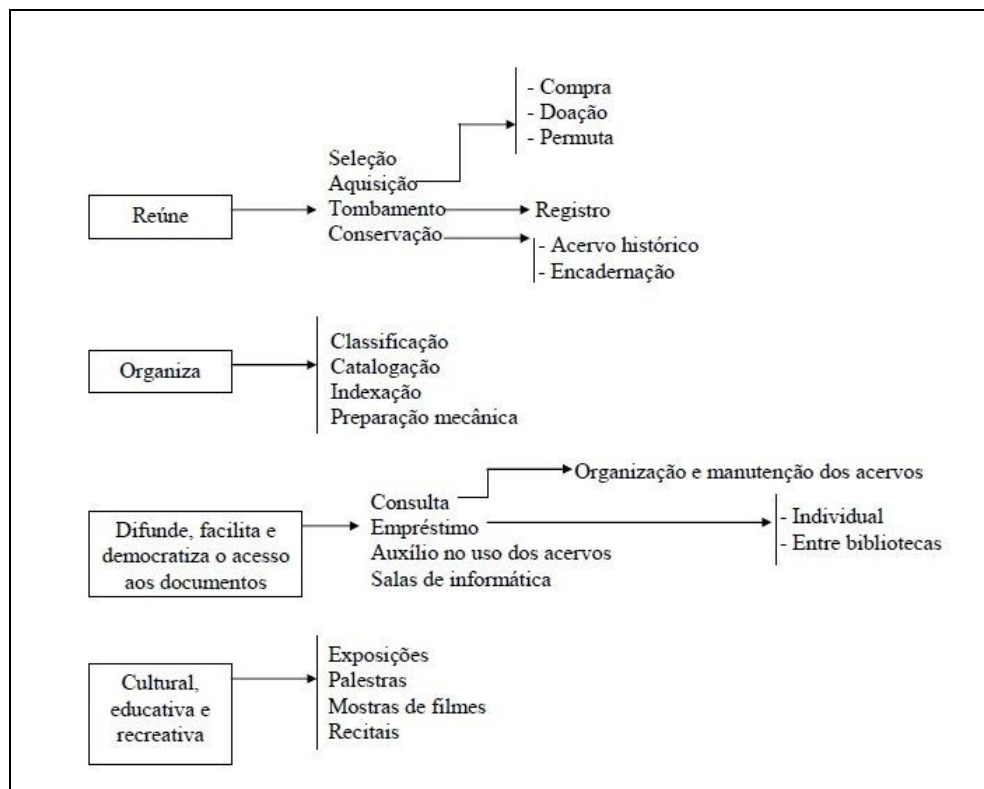 - Compra
- Doação
- Permuta
Seleção
Aquisição
Reúne
Tombamento
Registro
Conservação
- Acervo histórico
- Encadernação
Organiza
Classificação
Catalogação
Indexação
Preparação mecânica
Organização e manutenção dos acervos
Difunde, facilita e
democratiza o acesso
aos documentos
Consulta
Empréstimo
Auxílio no uso dos acervos
Salas de informática
- Individual
- Entre bibliotecas
Cultural,
educativa e
recreativa
Exposições
Palestras
Mostras de filmes
Recitais